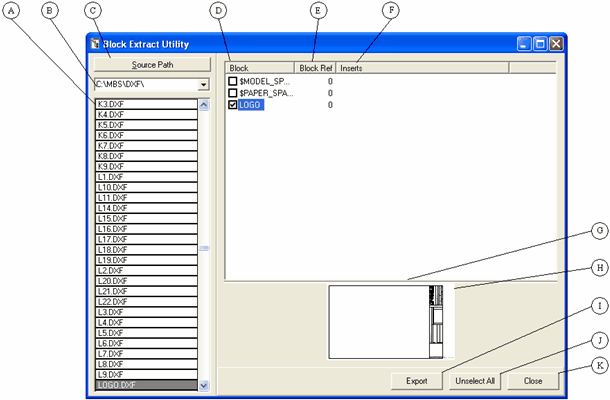 A B C D E F
Block Extract Utility
Source Path
C:\MBS\DXF\
K3.DXF
K4.DXF
K5.DXF
K6.DXF
K7.DXF
K8.DXF
K9.DXF
L1.DXF
L10.DXF
L11.DXF
L14.DXF
L15.DXF
L16.DXF
L17.DXF
L18.DXF
L19.DXF
L2.DXF
L20.DXF
L21.DXF
L22.DXF
L3.DXF
L4.DXF
L5.DXF
L6.DXF
L7.DXF
L8.DXF
L9.DXF
LOGO.DXF
Block Block Ref Inserts
$MODEL_SP... 0
$PAPER_SPA... 0
LOGO 0
G
H
I
J
K
Export Unselect All Close